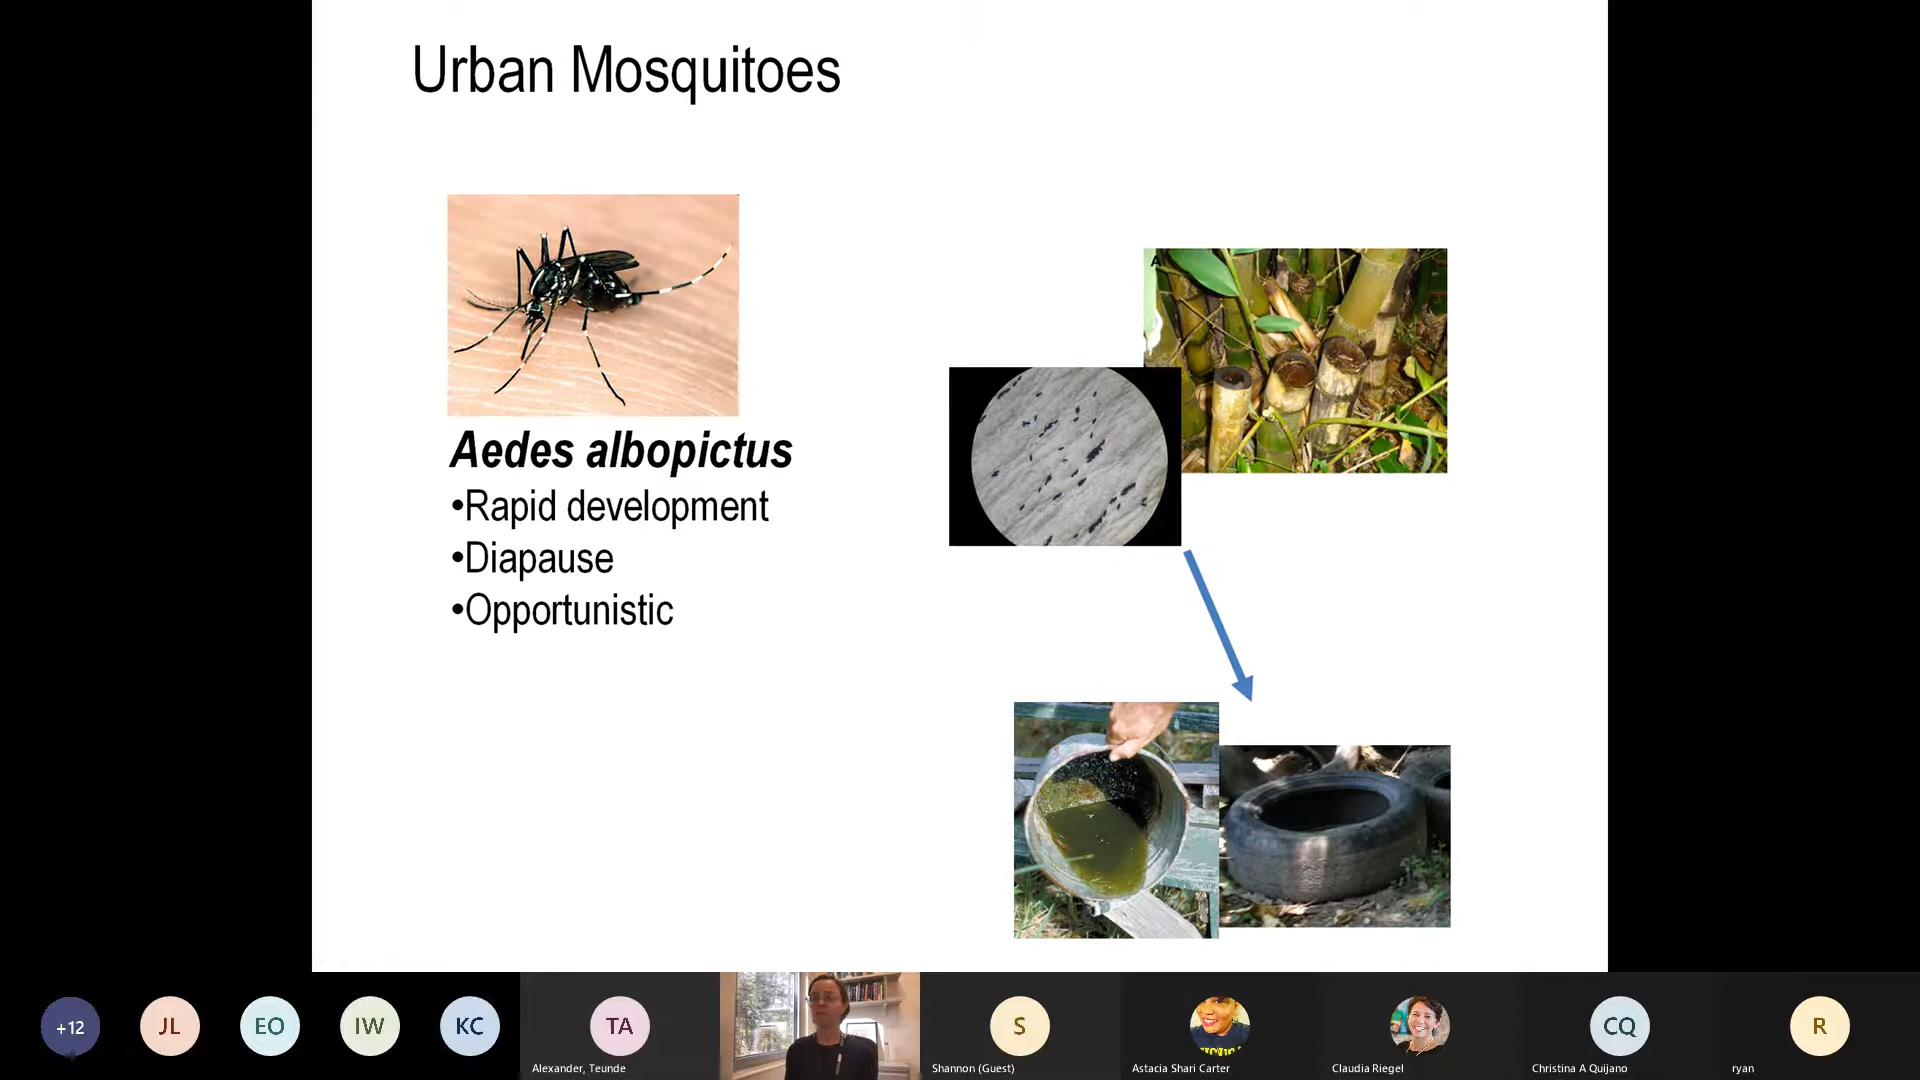 Urban Mosquitoes
A
Aedes albopictus
•Rapid development
•Diapause
•Opportunistic
+12
JL
EO
IW
KC
TA
S
CQ
R
Alexander, Teunde
Shannon (Guest)
Astacia Shari Carter
Claudia Riegel
Christina A Quijano
ryan